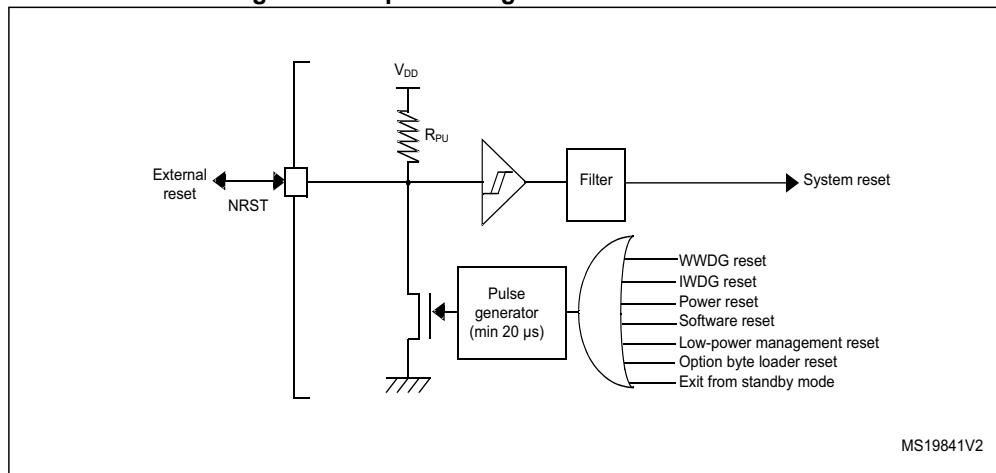 V_DD
R_PU
External
reset
NRST
Filter
System reset
WWDG reset
IWDG reset
Power reset
Software reset
Low-power management reset
Option byte loader reset
Exit from standby mode
Pulse
generator
(min 20 µs)
MS19841V2